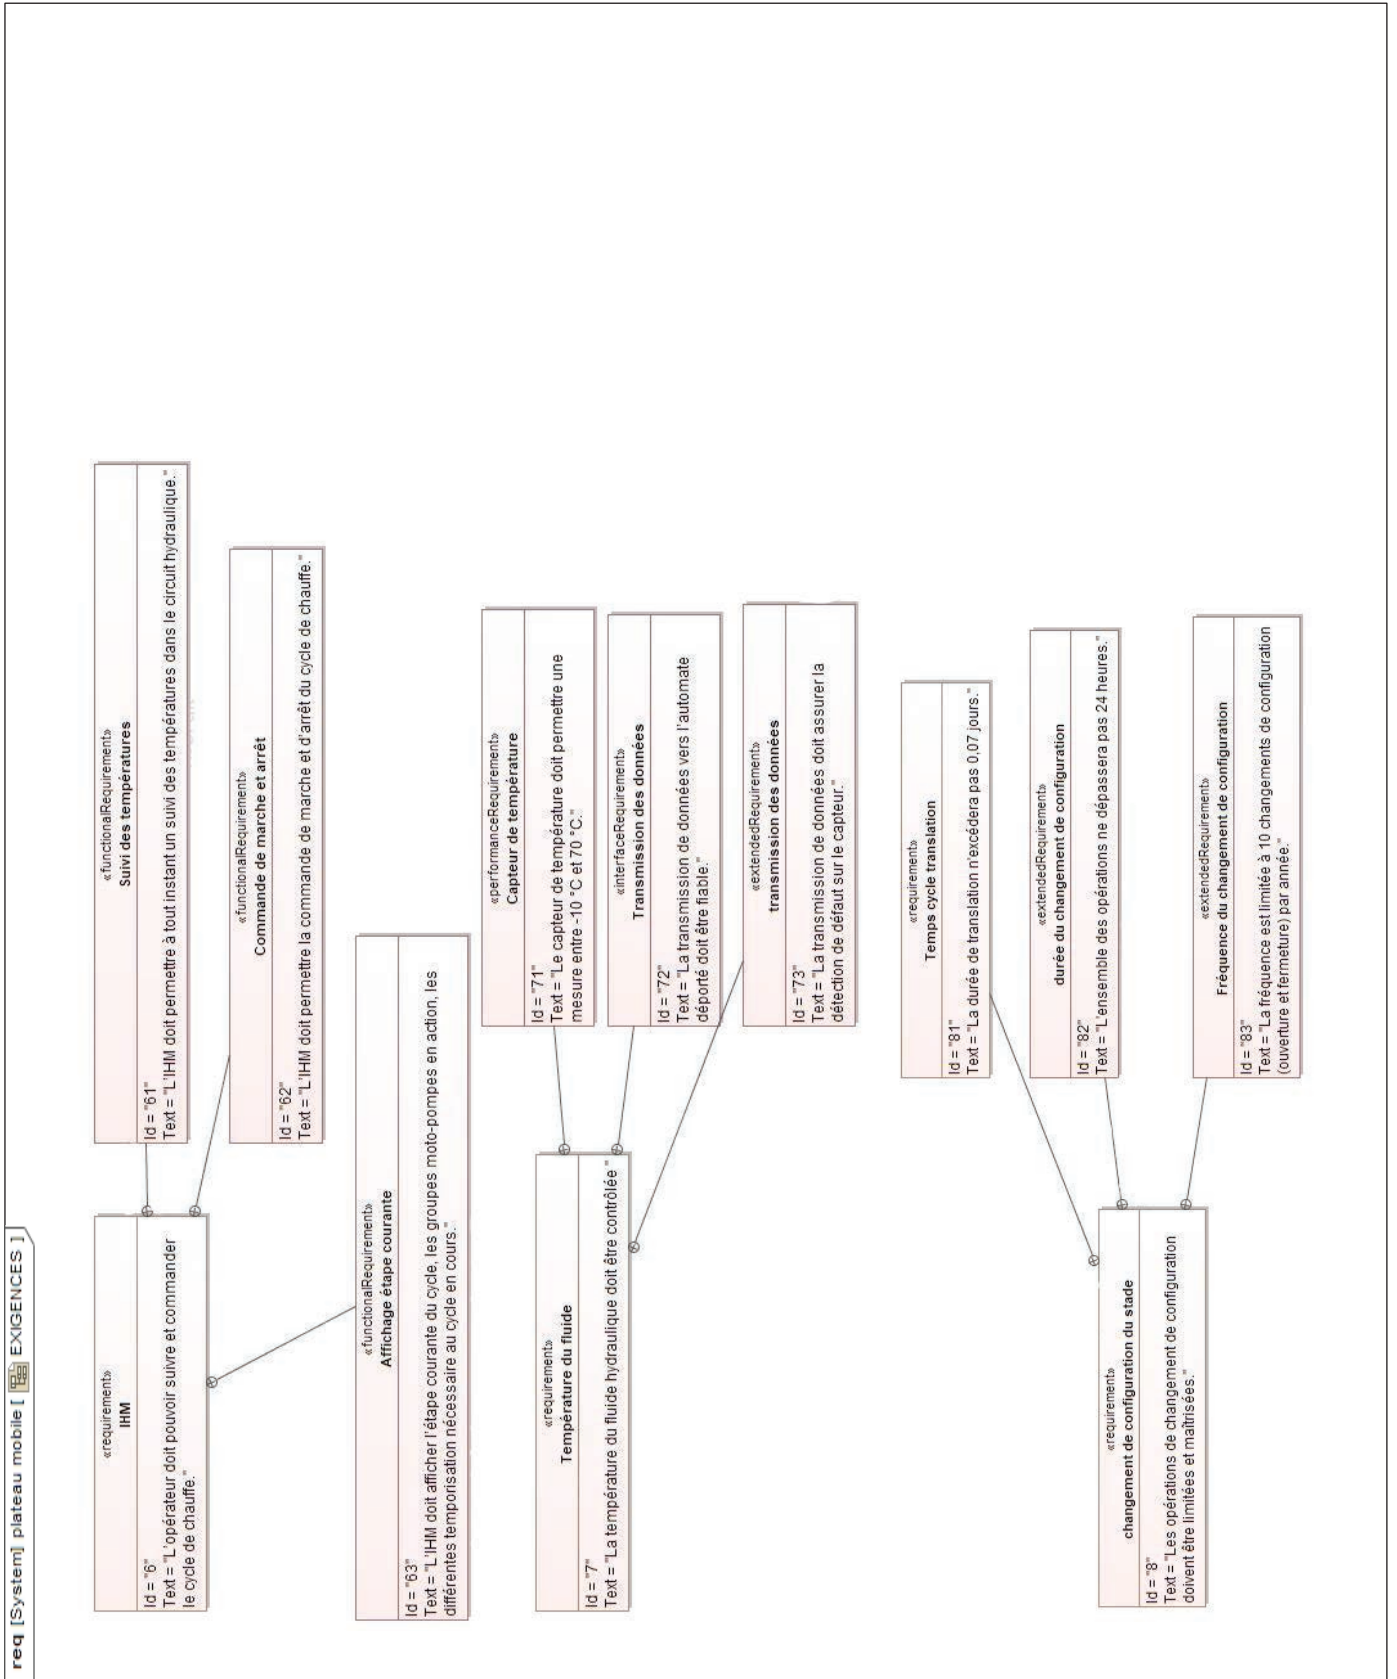 req [System] plateau mobile [ EXIGENCES ]
«requirement»
IHM
Id = "6"
Text = "L'opérateur doit pouvoir suivre et commander
le cycle de chauffe."
«functionalRequirement»
Suivi des températures
Id = "61"
Text = "L'IHM doit permettre à tout instant un suivi des températures dans le circuit hydraulique."
«functionalRequirement»
Commande de marche et arrêt
Id = "62"
Text = "L'IHM doit permettre la commande de marche et d'arrêt du cycle de chauffe."
«functionalRequirement»
Affichage étape courante
Id = "63"
Text = "L'IHM doit afficher l'étape courante du cycle, les groupes moto-pompes en action, les
différentes temporisation nécessaire au cycle en cours."
«requirement»
Température du fluide
Id = "7"
Text = "La température du fluide hydraulique doit être contrôlée "
«performanceRequirement»
Capteur de température
Id = "71"
Text = "Le capteur de température doit permettre une
mesure entre -10 °C et 70 °C."
«interfaceRequirement»
Transmission des données
Id = "72"
Text = "La transmission de données vers l'automate
déporté doit être fiable."
«extendedRequirement»
transmission des données
Id = "73"
Text = "La transmission de données doit assurer la
détection de défaut sur le capteur."
«requirement»
changement de configuration du stade
Id = "8"
Text = "Les opérations de changement de configuration
doivent être limitées et maîtrisées."
«requirement»
Temps cycle translation
Id = "81"
Text = "La durée de translation n'excédera pas 0,07 jours."
«extendedRequirement»
durée du changement de configuration
Id = "82"
Text = "L'ensemble des opérations ne dépassera pas 24 heures."
«extendedRequirement»
Fréquence du changement de configuration
Id = "83"
Text = "La fréquence est limitée à 10 changements de configuration
(ouverture et fermeture) par année."